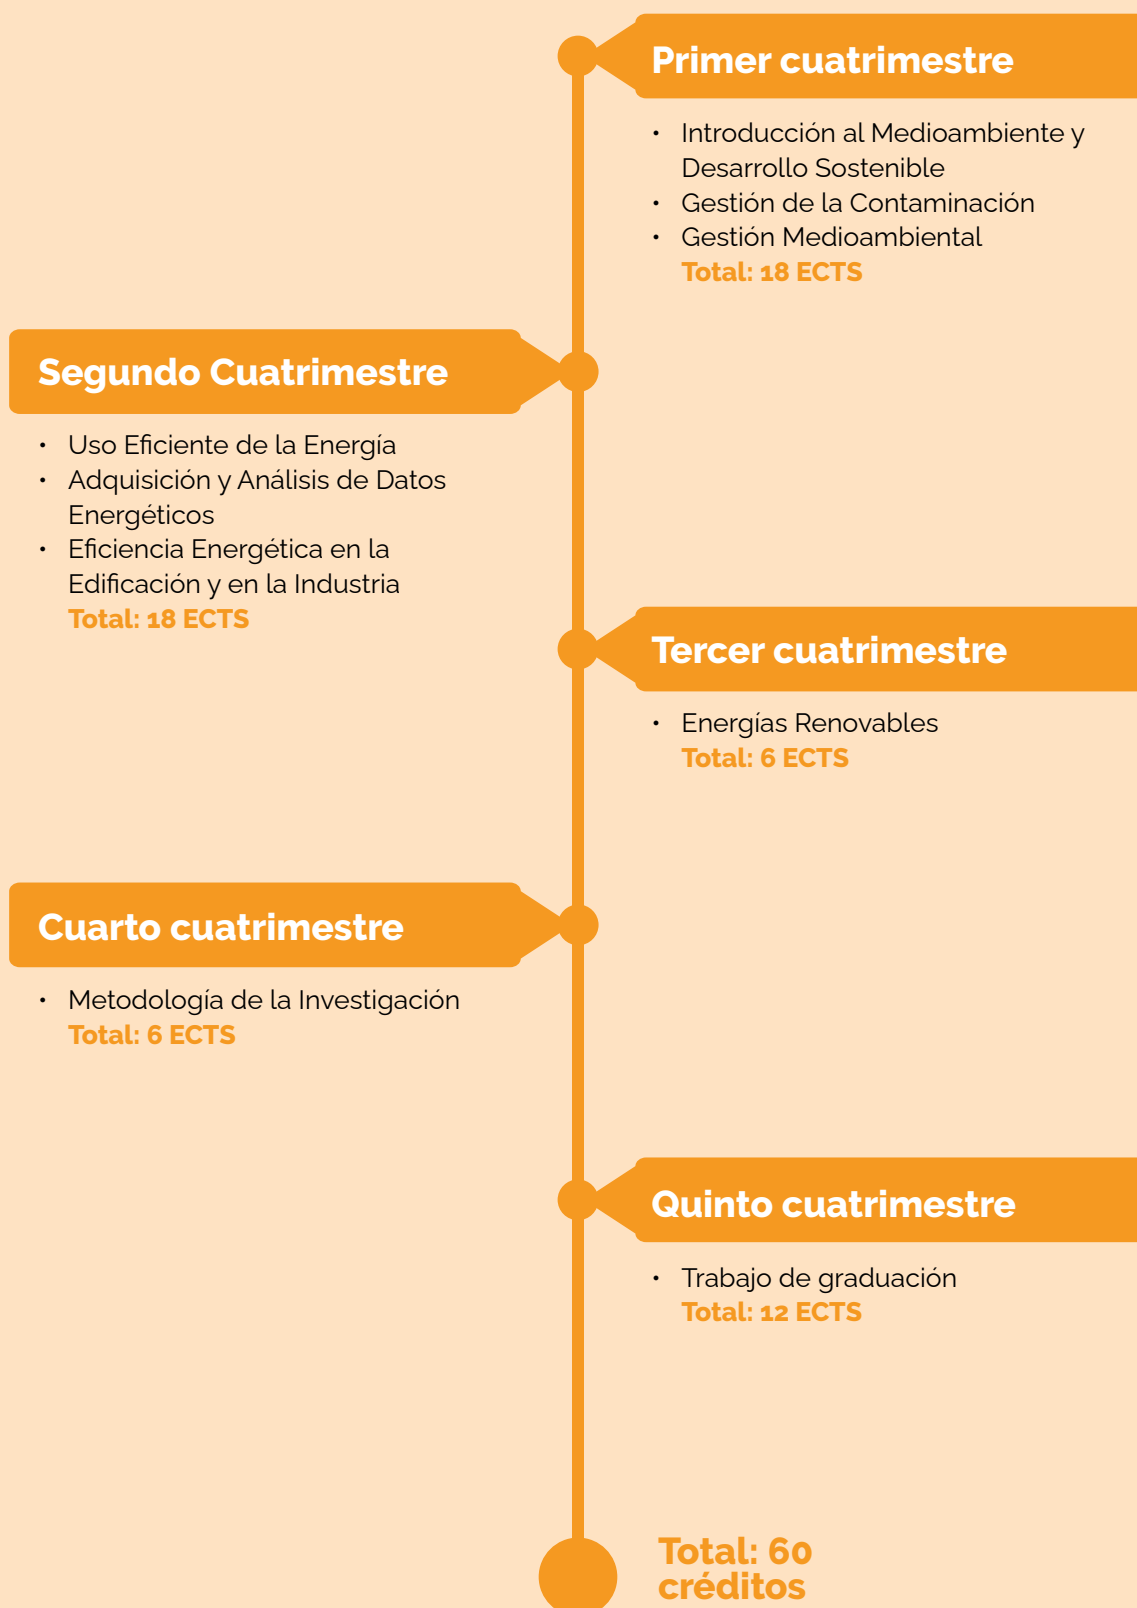 Primer cuatrimestre
• Introducción al Medioambiente y
Desarrollo Sostenible
• Gestión de la Contaminación
• Gestión Medioambiental
Total: 18 ECTS
Segundo Cuatrimestre
• Uso Eficiente de la Energía
• Adquisición y Análisis de Datos
Energéticos
• Eficiencia Energética en la
Edificación y en la Industria
Total: 18 ECTS
Tercer cuatrimestre
• Energías Renovables
Total: 6 ECTS
Cuarto cuatrimestre
• Metodología de la Investigación
Total: 6 ECTS
Quinto cuatrimestre
• Trabajo de graduación
Total: 12 ECTS
Total: 60
créditos